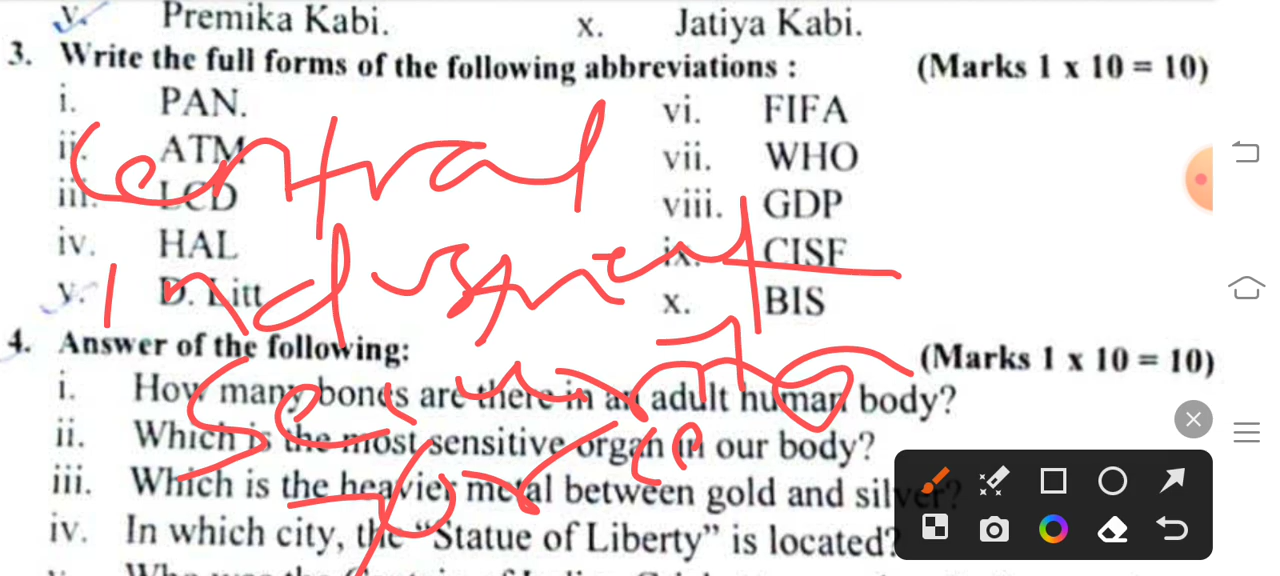 v. Premika Kabi. x. Jatiya Kabi.
3. Write the full forms of the following abbreviations : (Marks 1 x 10 = 10)
i. PAN. vi. FIFA
ii. ATM vii. WHO
iii. LCD viii. GDP
iv. HAL ix. CISF
v. D. Litt x. BIS
Central
Security
Force
4. Answer of the following: (Marks 1 x 10 = 10)
i. How many bones are there in an adult human body?
ii. Which is the most sensitive organ in our body?
iii. Which is the heavier metal between gold and silver?
iv. In which city, the “Statue of Liberty” is located?